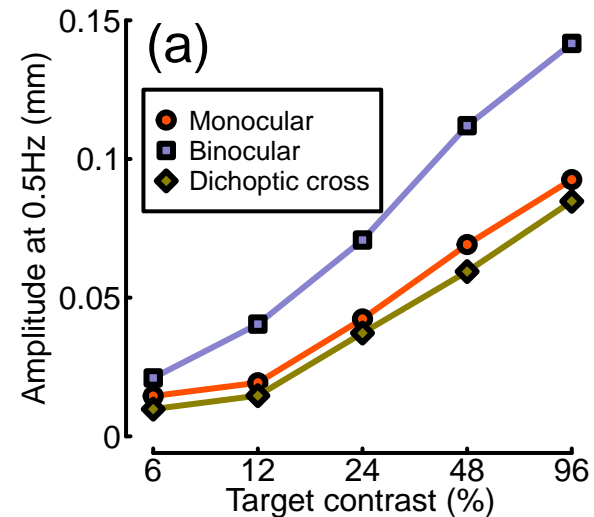 (a)
Amplitude at 0.5Hz (mm)
0.15
0.1
0.05
0
Monocular
Binocular
Dichoptic cross
6 12 24 48 96
Target contrast (%)